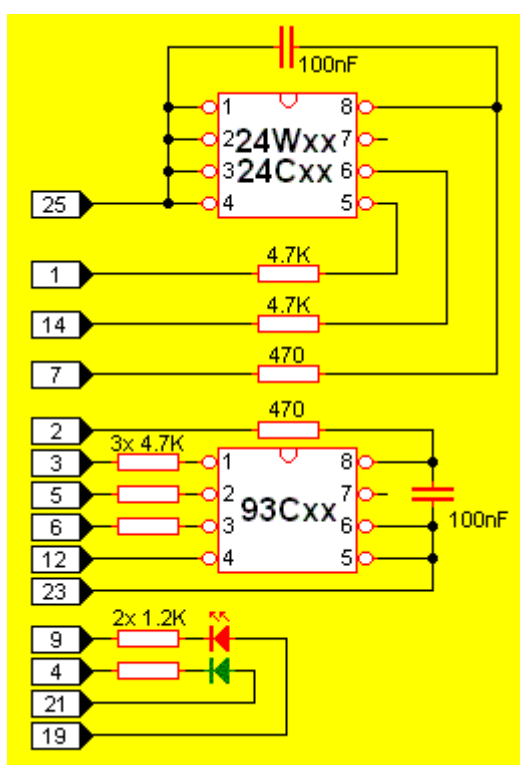 100nF
1 8
2 24Wxx 7
3 24Cxx 6
25 4 5
4.7K
1
4.7K
14
470
7
470
2
3x 4.7K
3 1 8
5 2 93Cxx 7
6 3 6 100nF
12 4 5
23
2x 1.2K
9
4
21
19